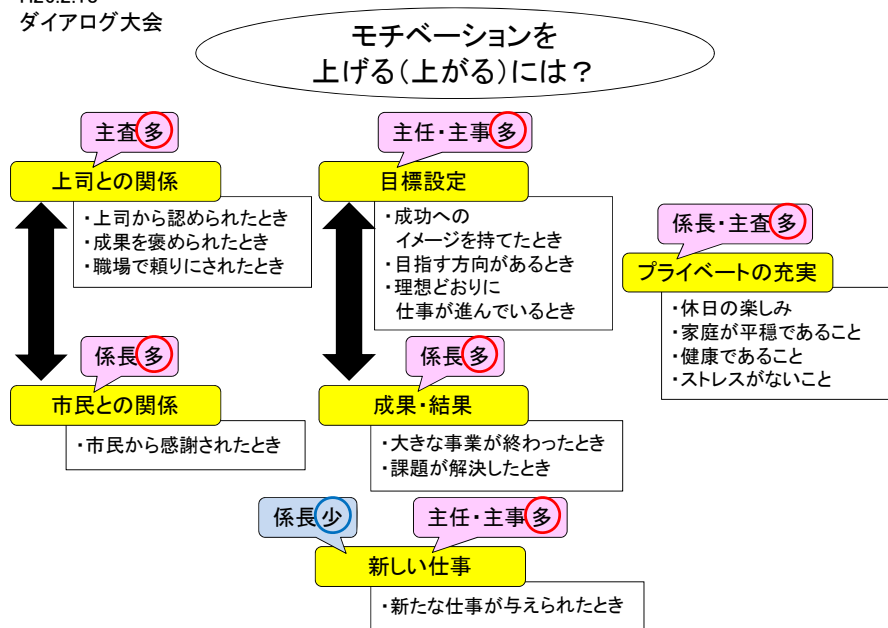 ダイアログ大会
モチベーションを
上げる(上がる)には?
主査 多
上司との関係
・上司から認められたとき
・成果を褒められたとき
・職場で頼りにされたとき
係長 多
市民との関係
・市民から感謝されたとき
主任・主事 多
目標設定
・成功への
イメージを持てたとき
・目指す方向があるとき
・理想どおりに
仕事が進んでいるとき
係長 多
成果・結果
・大きな事業が終わったとき
・課題が解決したとき
係長・主査 多
プライベートの充実
・休日の楽しみ
・家庭が平穏であること
・健康であること
・ストレスがないこと
係長 少
主任・主事 多
新しい仕事
・新たな仕事が与えられたとき